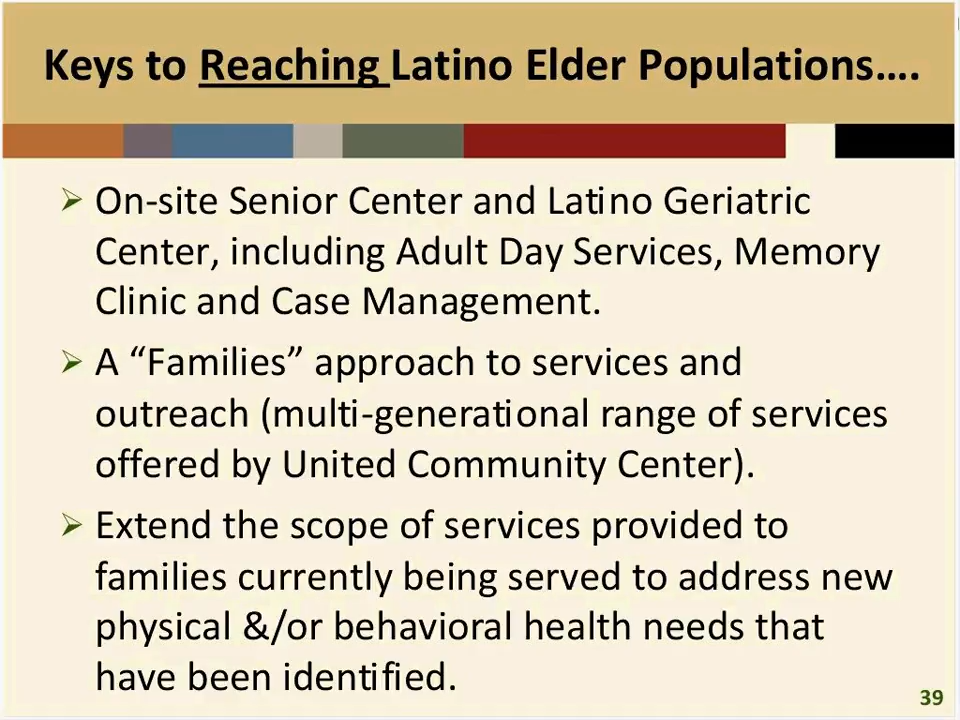 Keys to Reaching Latino Elder Populations….
➢ On-site Senior Center and Latino Geriatric
Center, including Adult Day Services, Memory
Clinic and Case Management.
➢ A “Families” approach to services and
outreach (multi-generational range of services
offered by United Community Center).
➢ Extend the scope of services provided to
families currently being served to address new
physical &/or behavioral health needs that
have been identified.
39